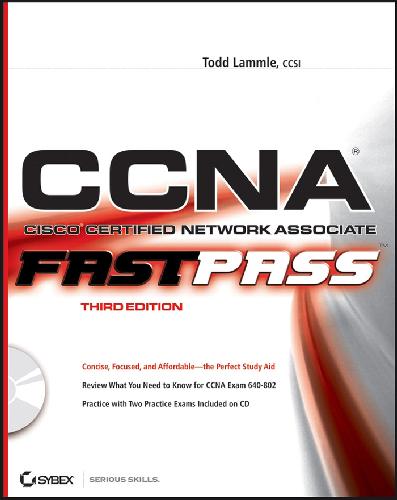 Todd Lammle, CCSI
CCNA®
CISCO® CERTIFIED NETWORK ASSOCIATE
FASTPASS™
THIRD EDITION
Concise, Focused, and Affordable—the Perfect Study Aid
Review What You Need to Know for CCNA Exam 640-802
Practice with Two Practice Exams Included on CD
SYBEX® SERIOUS SKILLS.